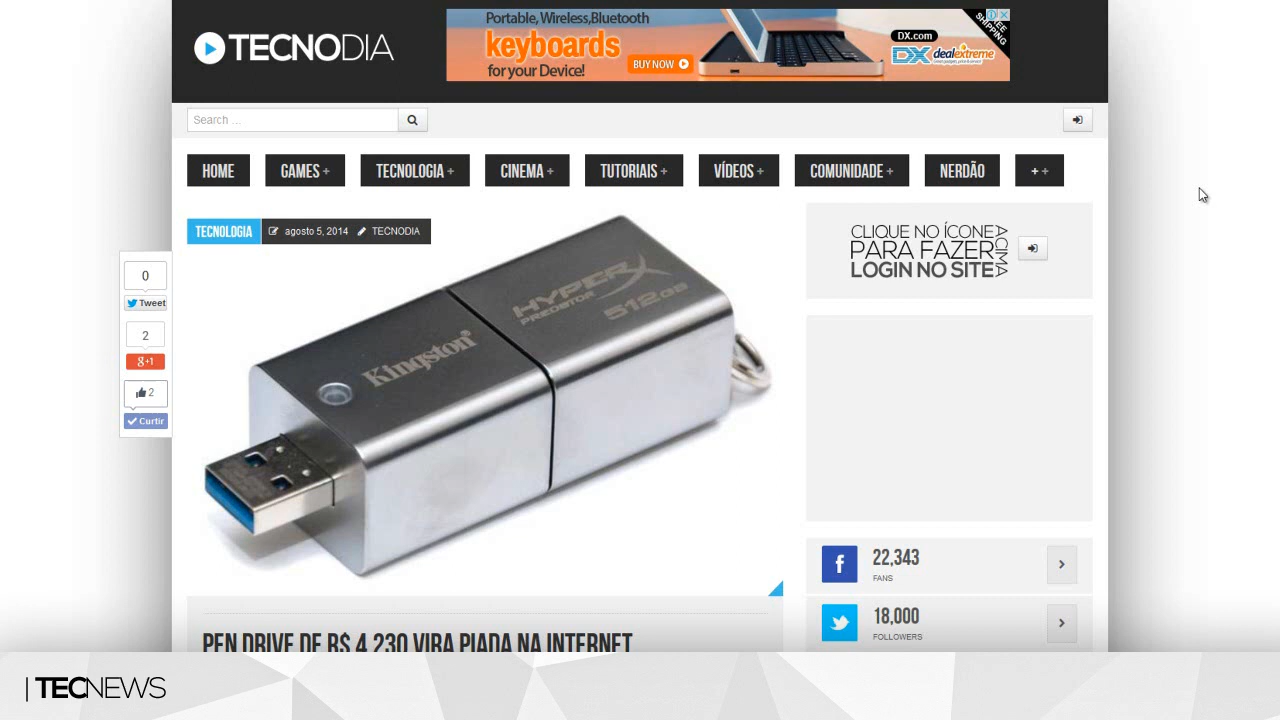 TECNODIA
Portable, Wireless,Bluetooth
keyboards
for your Device!
BUY NOW
DX.com
DX dealextreme
FREE SHIPPING
Search ...
HOME
GAMES +
TECNOLOGIA +
CINEMA +
TUTORIAIS +
VÍDEOS +
COMUNIDADE +
NERDÃO
+ +
TECNOLOGIA
agosto 5, 2014
TECNODIA
CLIQUE NO ÍCONE
PARA FAZER
LOGIN NO SITE
ACIMA
0
Tweet
2
g+1
2
Curtir
Kingston®
HYPERX
PREDATOR
512GB
22,343
FANS
18,000
FOLLOWERS
PEN DRIVE DE R$ 4.230 VIRA PIADA NA INTERNET
| TECNEWS